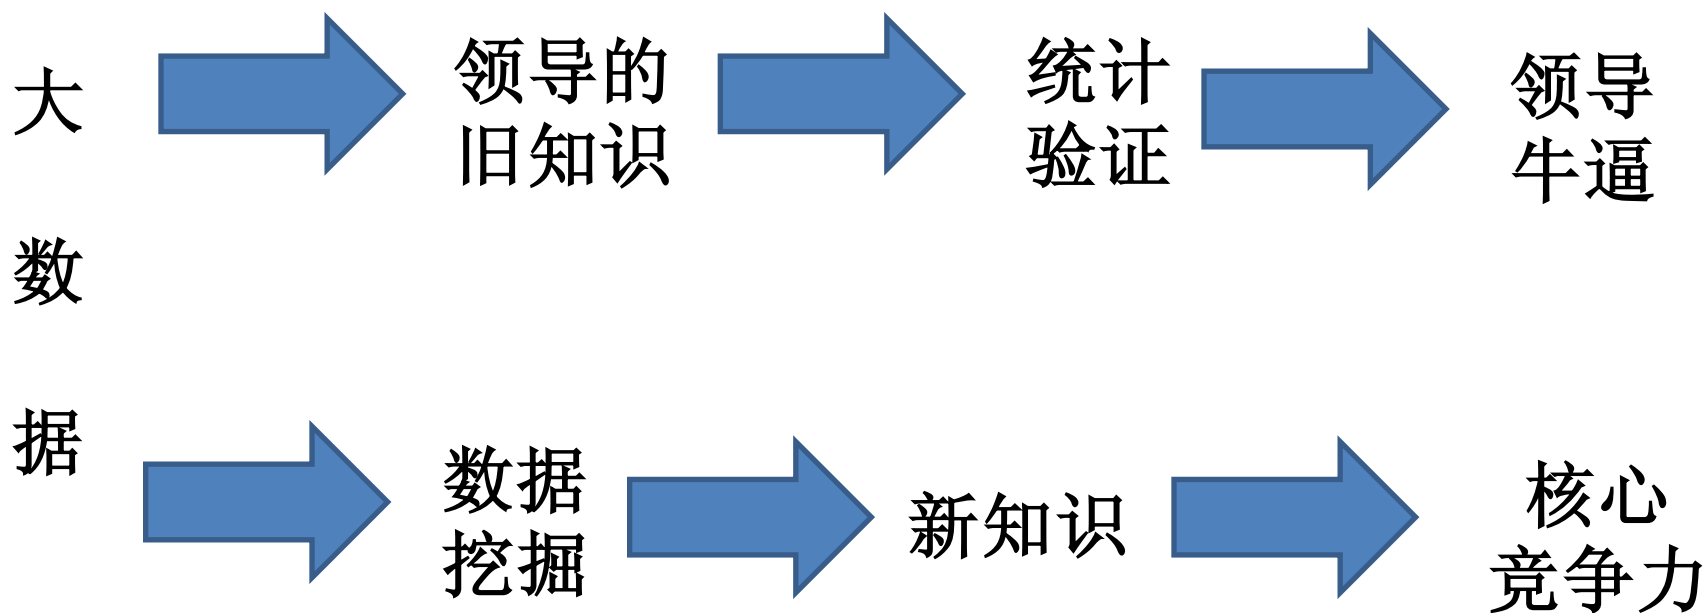 大
数
据
领导的
旧知识
统计
验证
领导
牛逼
数据
挖掘
新知识
核心
竞争力